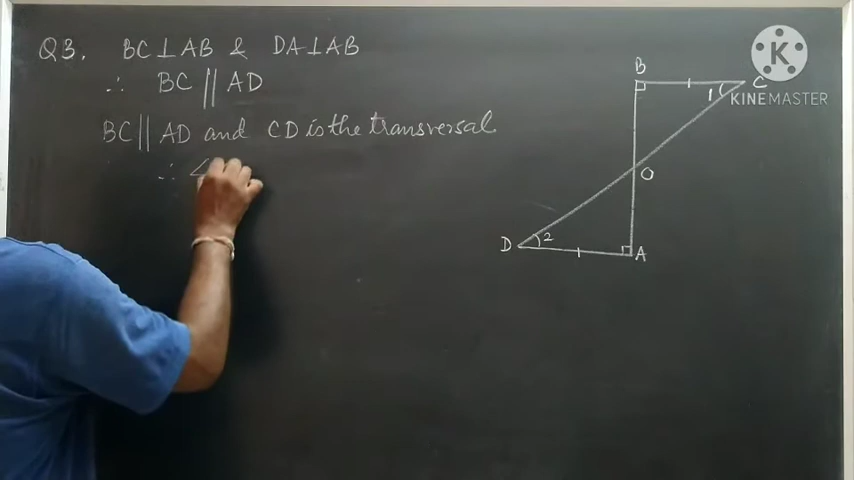 Q3. BC⊥AB & DA⊥AB
∴ BC || AD
BC || AD and CD is the transversal
∴ ∠
B
C
1
K
KINEMASTER
O
D
2
A